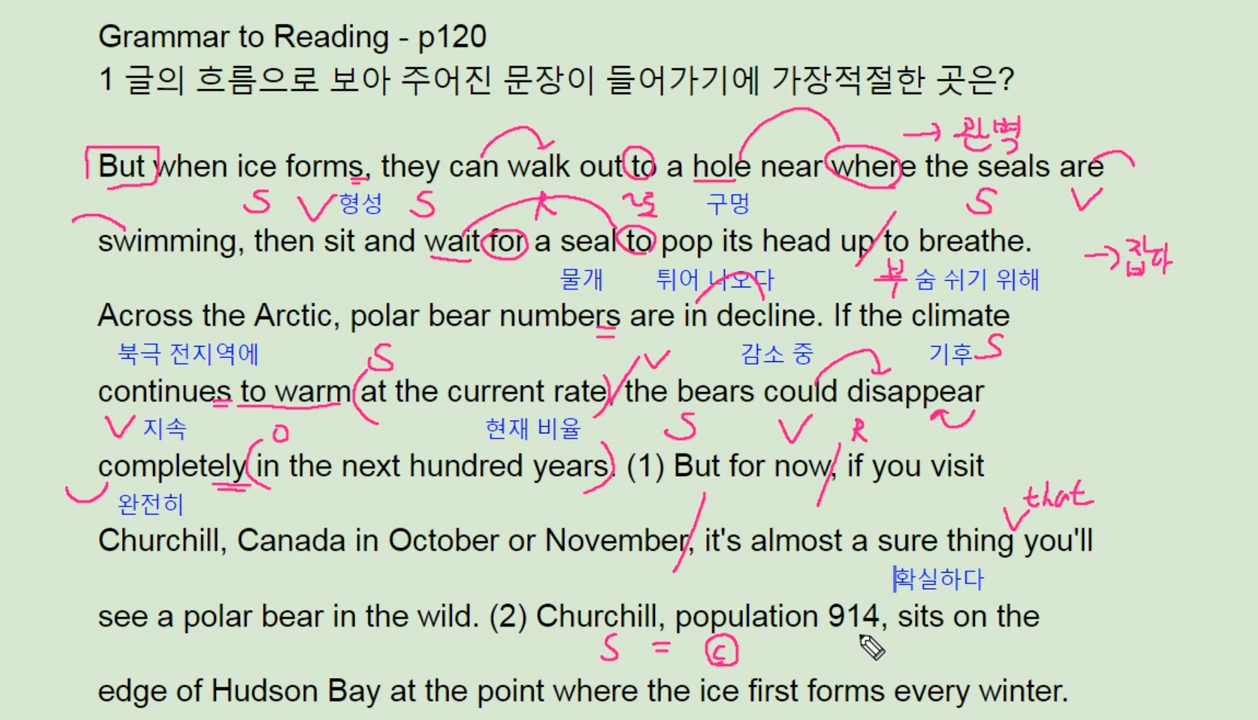 Grammar to Reading - p120
1 글의 흐름으로 보아 주어진 문장이 들어가기에 가장적절한 곳은?
→ 완벽
But when ice forms, they can walk out to a hole near where the seals are
S V 형성 S R 구멍 S V
swimming, then sit and wait for a seal to pop its head up to breathe.
→ 잡다
물개 튀어 나오다 부 숨 쉬기 위해
Across the Arctic, polar bear numbers are in decline. If the climate
북극 전지역에 S V 감소 중 기후 S
continues to warm at the current rate, the bears could disappear
V 지속 O 현재 비율 S V R
completely in the next hundred years. (1) But for now, if you visit
완전히 that
Churchill, Canada in October or November, it's almost a sure thing you'll
확실하다
see a polar bear in the wild. (2) Churchill, population 914, sits on the
S = C
edge of Hudson Bay at the point where the ice first forms every winter.